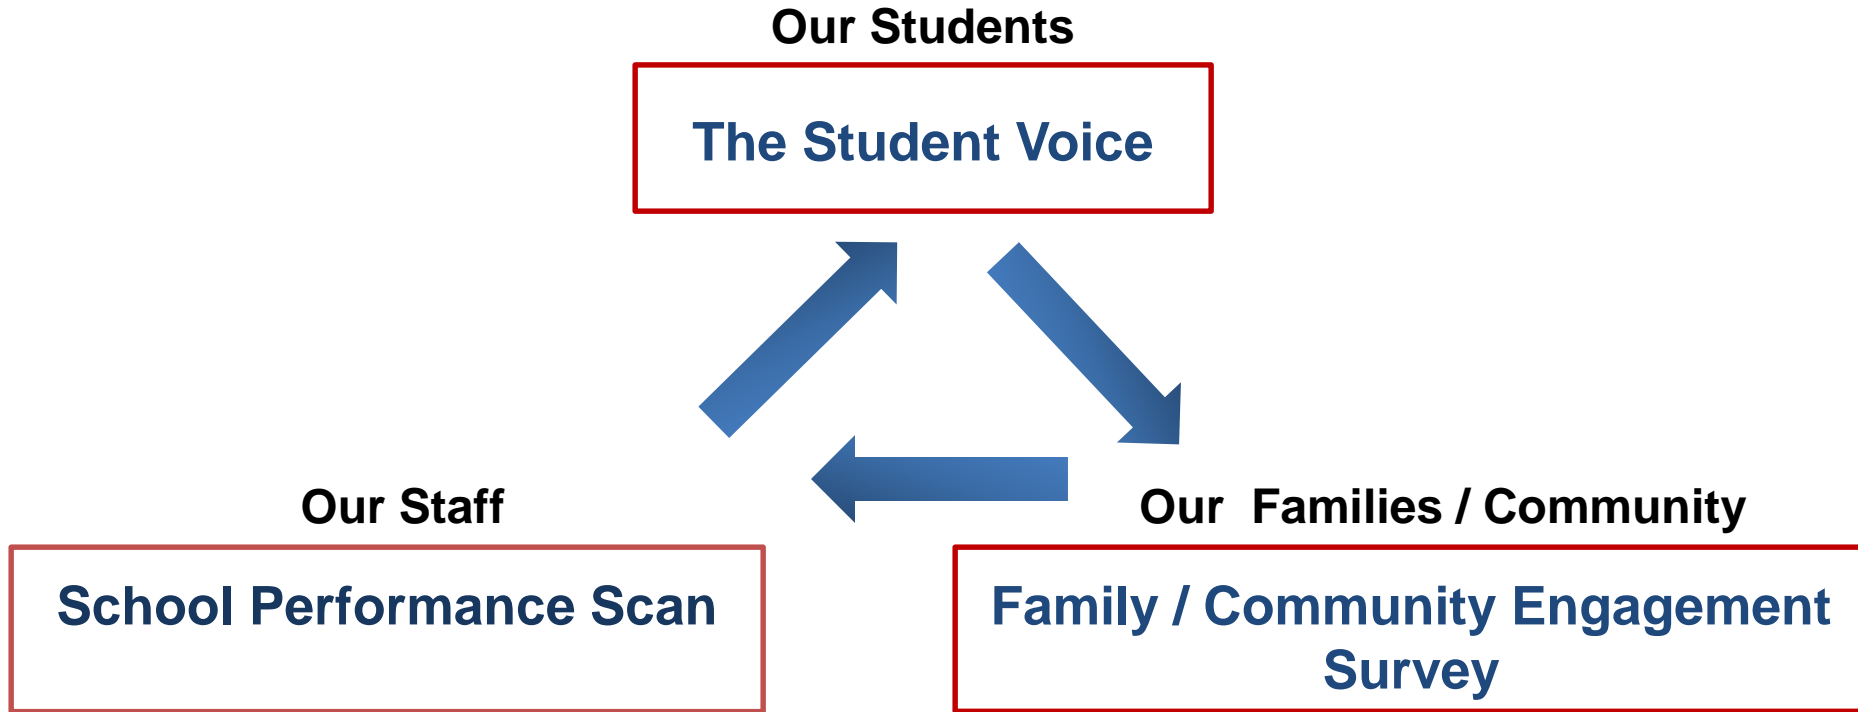 Our Students
The Student Voice
Our Staff
School Performance Scan
Our Families / Community
Family / Community Engagement
Survey